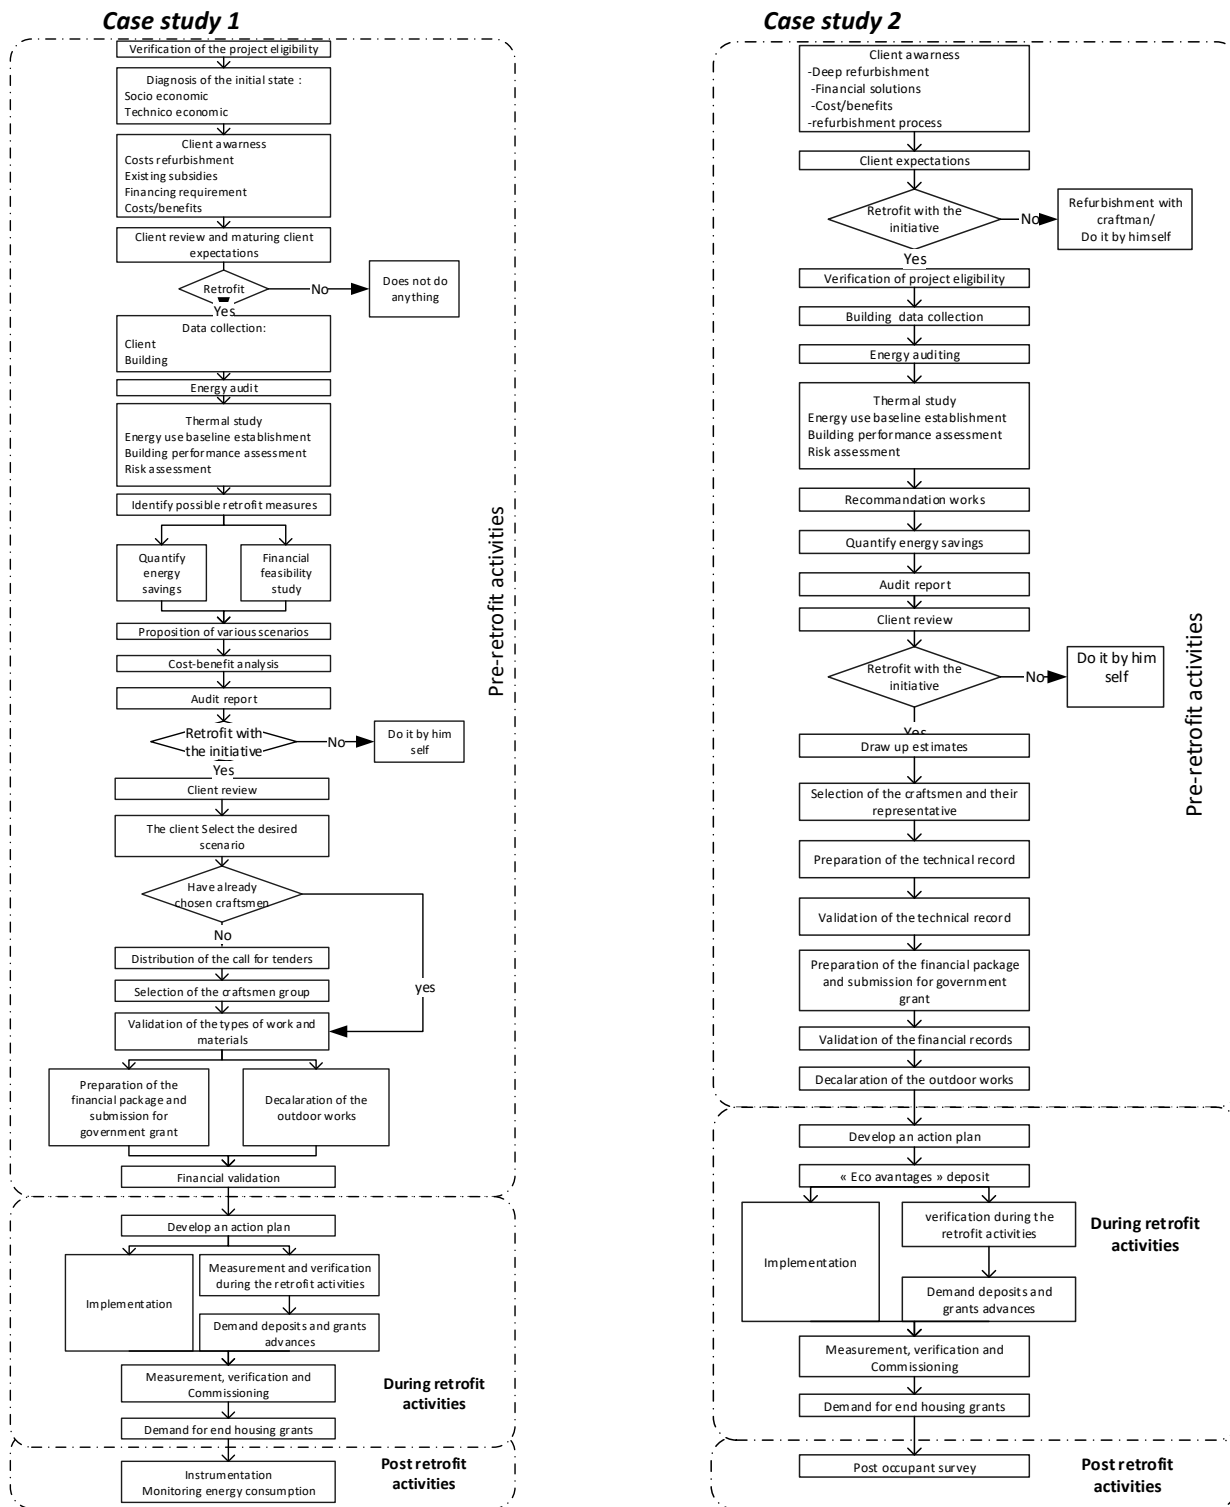 Case study 1
Verification of the project eligibility
Diagnosis of the initial state :
Socio economic
Technico economic
Client awareness
Costs refurbishment
Existing subsidies
Financing requirement
Costs/benefits
Client review and maturing client
expectations
Retrofit
No
Does not do
anything
Yes
Data collection:
Client
Building
Energy audit
Thermal study
Energy use baseline establishment
Building performance assessment
Risk assessment
Identify possible retrofit measures
Quantify
energy
savings
Financial
feasibility
study
Proposition of various scenarios
Cost-benefit analysis
Audit report
Retrofit with
the initiative
No
Do it by him
self
Yes
Client review
The client Select the desired
scenario
Have already
chosen craftsmen
No
yes
Distribution of the call for tenders
Selection of the craftsmen group
Validation of the types of work and
materials
Preparation of the
financial package and
submission for
government grant
Decalaration of the
outdoor works
Financial validation
Pre-retrofit activities
Develop an action plan
Implementation
Measurement and verification
during the retrofit activities
Demand deposits and grants
advances
Measurement, verification and
Commissioning
Demand for end housing grants
During retrofit
activities
Instrumentation
Monitoring energy consumption
Post retrofit
activities
Case study 2
Client awareness
-Deep refurbishment
-Financial solutions
-Cost/benefits
-refurbishment process
Client expectations
Retrofit with the
initiative
No
Refurbishment with
craftman/
Do it by himself
Yes
Verification of project eligibility
Building data collection
Energy auditing
Thermal study
Energy use baseline establishment
Building performance assessment
Risk assessment
Recommandation works
Quantify energy savings
Audit report
Client review
Retrofit with the
initiative
No
Do it by him
self
Yes
Draw up estimates
Selection of the craftsmen and their
representative
Preparation of the technical record
Validation of the technical record
Preparation of the financial package
and submission for government
grant
Validation of the financial records
Decalaration of the outdoor works
Pre-retrofit activities
Develop an action plan
« Eco avantages » deposit
Implementation
verification during the
retrofit activities
Demand deposits and
grants advances
During retrofit
activities
Measurement, verification and
Commissioning
Demand for end housing grants
Post occupant survey
Post retrofit
activities